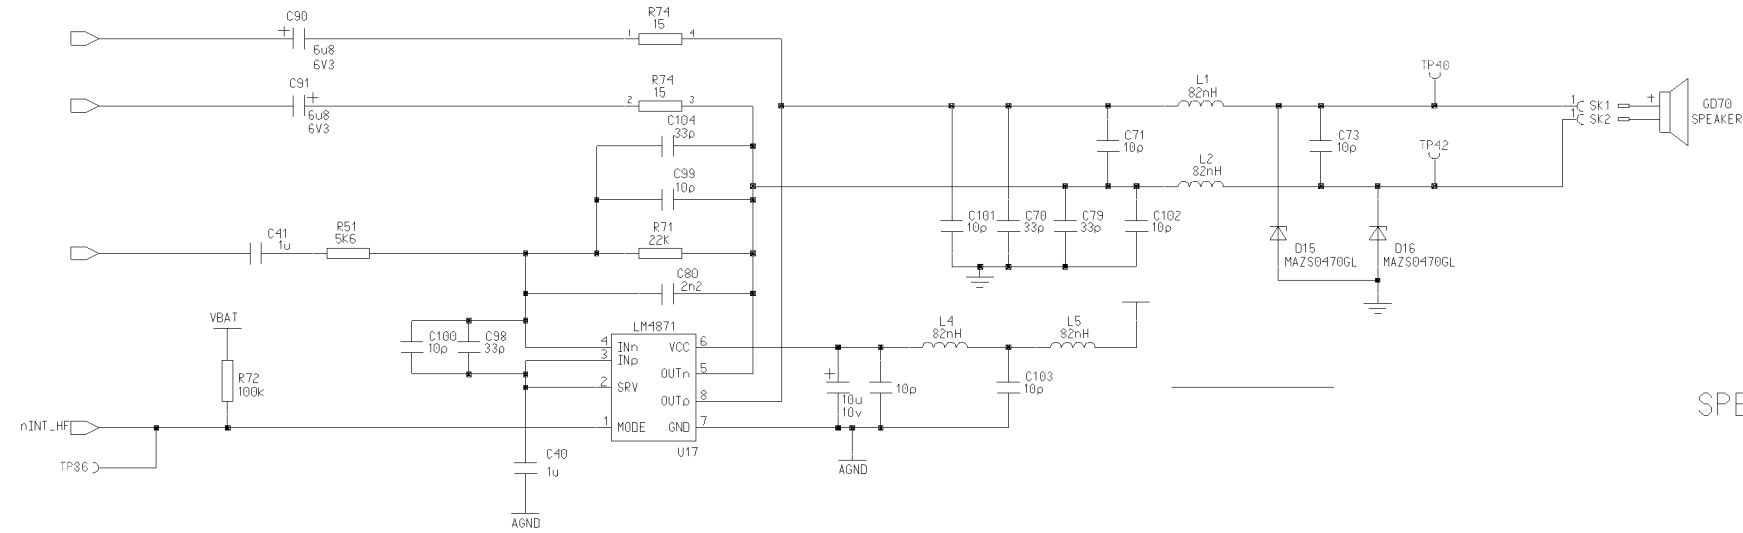 C90
6u8
6V3
R74
15
1
4
C91
6u8
6V3
R74
15
2
3
C104
33p
C99
10p
C41
1u
R51
5K6
R71
22K
C80
2n2
L1
82nH
TP40
1
SK1
1
SK2
GD70
SPEAKER
C71
10p
C73
10p
TP42
L2
82nH
C101
10p
C70
33p
C79
33p
C102
10p
D15
MAZS0470GL
D16
MAZS0470GL
VBAT
R72
100k
C100
10p
C98
33p
LM4871
4 INn VCC 6
3 INp
OUTn 5
2 SRV
OUTp 8
1 MODE GND 7
U17
L4
82nH
L5
82nH
10u
10v
10p
C103
10p
AGND
nINT_HF
TP86
C40
1u
AGND
SPE